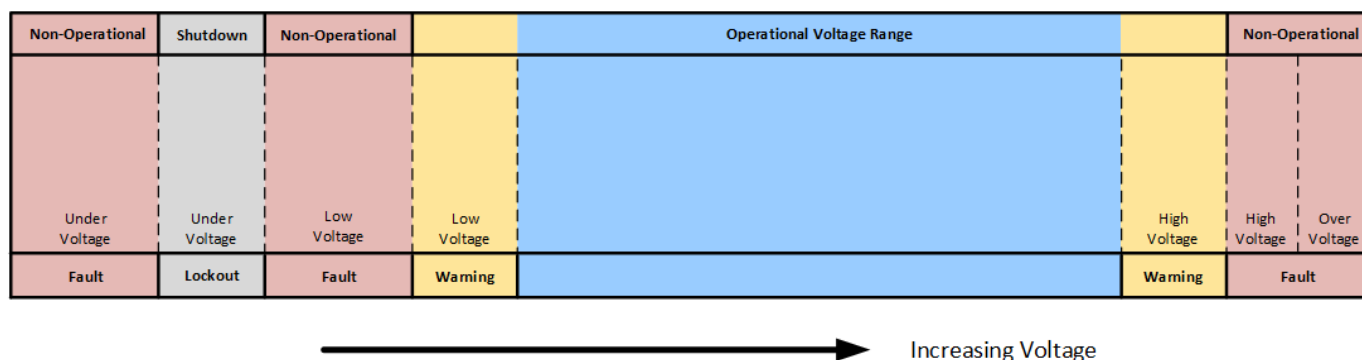 Non-Operational
Shutdown
Non-Operational
Operational Voltage Range
Non-Operational
Under
Voltage
Under
Voltage
Low
Voltage
Low
Voltage
High
Voltage
High
Voltage
Over
Voltage
Fault
Lockout
Fault
Warning
Warning
Fault
Increasing Voltage